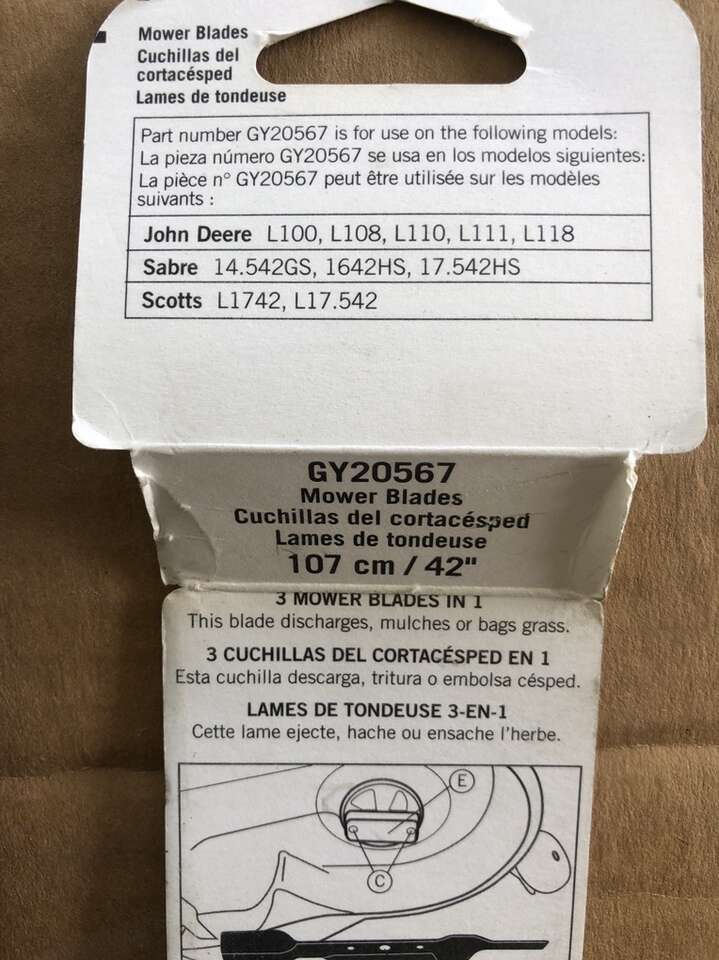 Mower Blades
Cuchillas del
cortacésped
Lames de tondeuse
Part number GY20567 is for use on the following models:
La pieza número GY20567 se usa en los modelos siguientes:
La pièce n° GY20567 peut être utilisée sur les modèles
suivants :
John Deere L100, L108, L110, L111, L118
Sabre 14.542GS, 1642HS, 17.542HS
Scotts L1742, L17.542
GY20567
Mower Blades
Cuchillas del cortacésped
Lames de tondeuse
107 cm / 42"
3 MOWER BLADES IN 1
This blade discharges, mulches or bags grass.
3 CUCHILLAS DEL CORTACÉSPED EN 1
Esta cuchilla descarga, tritura o embolsa césped.
LAMES DE TONDEUSE 3-EN-1
Cette lame ejecte, hache ou ensache l'herbe.
E
C